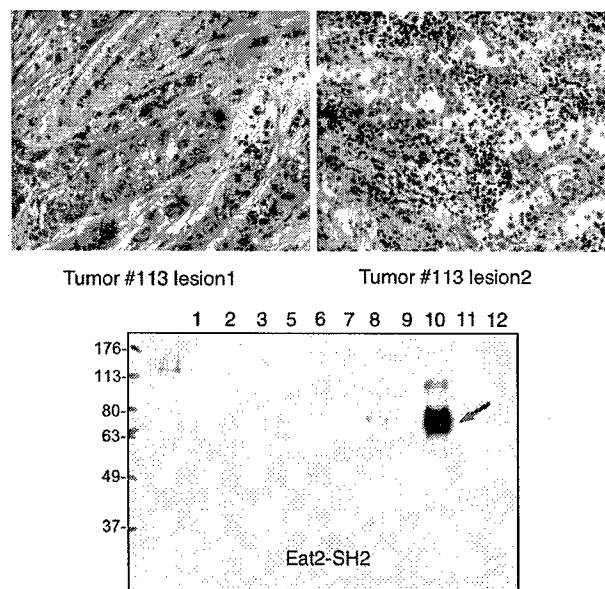 Tumor #113 lesion1
Tumor #113 lesion2
1 2 3 5 6 7 8 9 10 11 12
176-
113-
80-
63-
49-
37-
Eat2-SH2